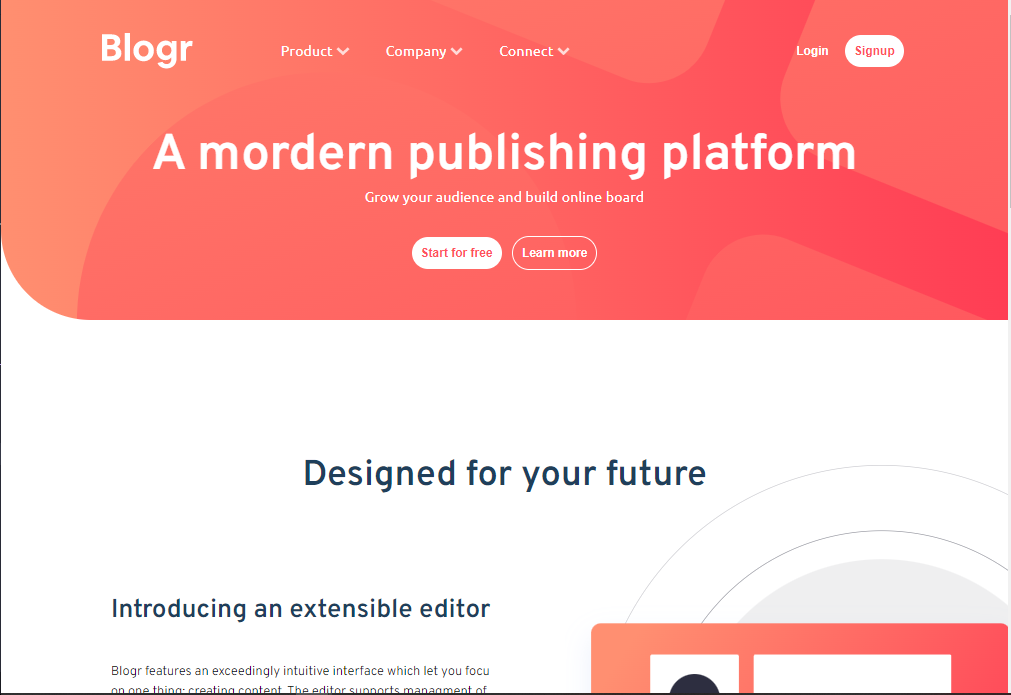 Blogr Product Company Connect Login Signup
A mordern publishing platform
Grow your audience and build online board
Start for free Learn more
Designed for your future
Introducing an extensible editor
Blogr features an exceedingly intuitive interface which let you focu
on one thing: creating content. The editor supports managment of